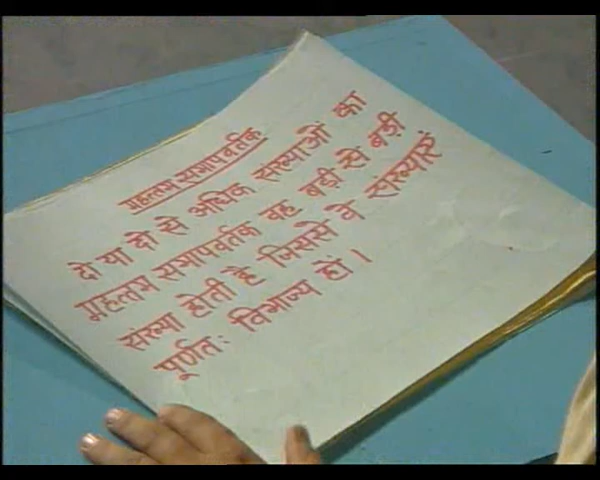 महत्तम समापवर्तक
दो या दो से अधिक संख्याओं का
महत्तम समापवर्तक वह बड़ी से बड़ी
संख्या होती है जिससे वे संख्याएं
पूर्णतः विभाज्य हों ।